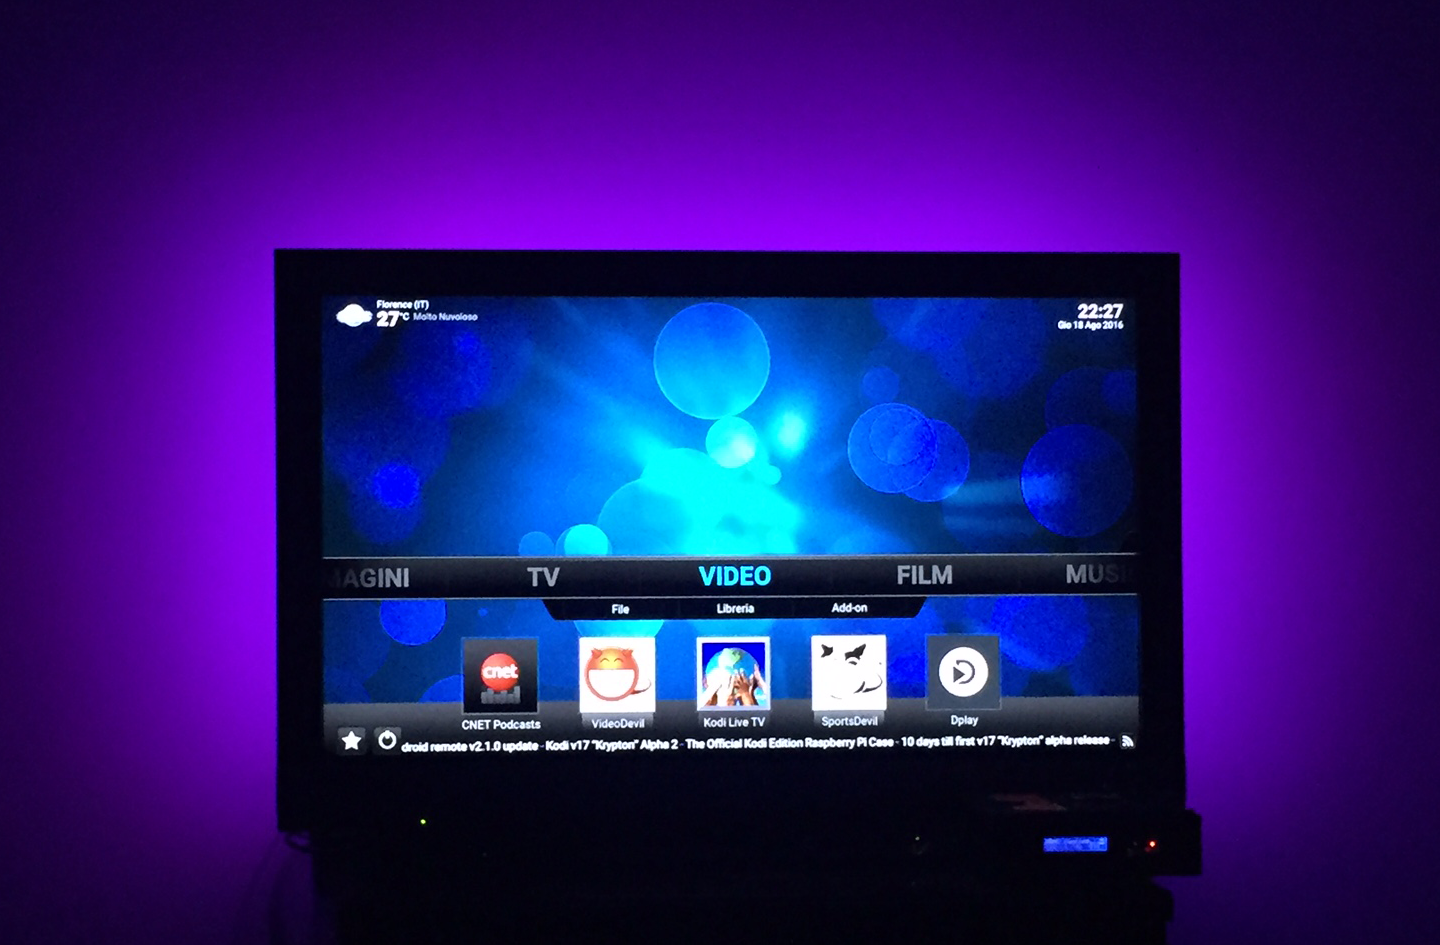 Florence (IT)
27°C Molto Nuvoloso
22:27
Gio 18 Ago 2016
MAGINI TV VIDEO FILM MUSI
File Libreria Add-on
cnet
CNET Podcasts VideoDevil Kodi Live TV SportsDevil Dplay
droid remote v2.1.0 update - Kodi v17 "Krypton" Alpha 2 - The Official Kodi Edition Raspberry Pi Case - 10 days till first v17 "Krypton" alpha release -